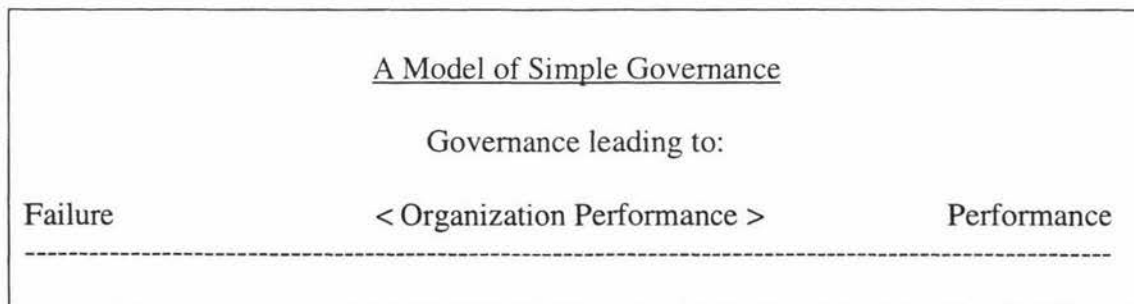 A Model of Simple Governance
Governance leading to:
Failure < Organization Performance > Performance